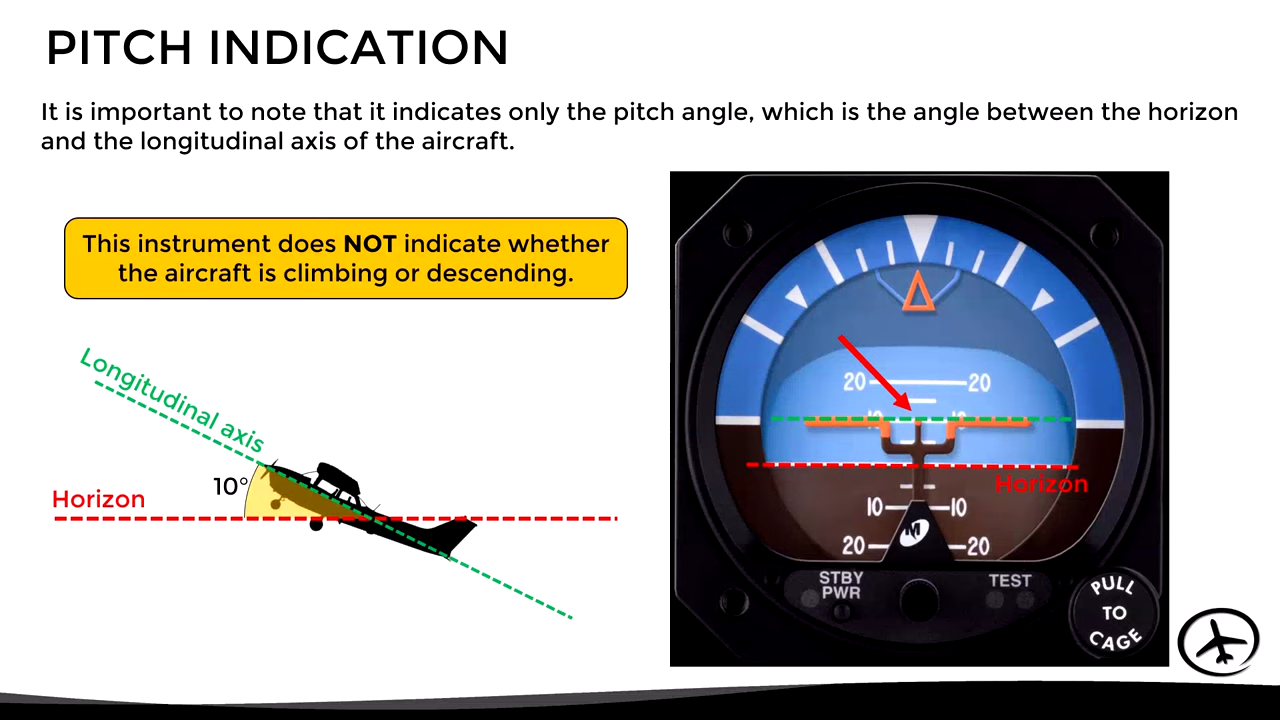 PITCH INDICATION
It is important to note that it indicates only the pitch angle, which is the angle between the horizon
and the longitudinal axis of the aircraft.
This instrument does NOT indicate whether
the aircraft is climbing or descending.
Longitudinal axis
10°
Horizon
20 20
10 10
Horizon
10 10
M
20 20
STBY
PWR
TEST
PULL
TO
CAGE